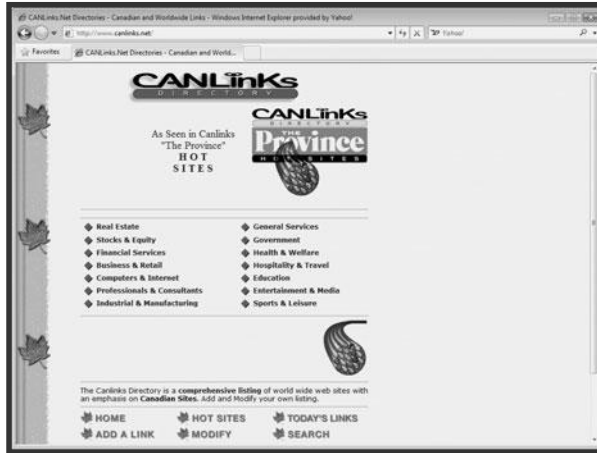 CANLinks.Net Directories - Canadian and Worldwide Links - Windows Internet Explorer provided by Yahoo!
http://www.canlinks.net/
Yahoo!
Favorites
CANLinks.Net Directories - Canadian and World...
CANLinKs
DIRECTORY
CANLinKs
DIRECTORY
THE
Province
HOT SITES
As Seen in Canlinks
"The Province"
HOT
SITES
Real Estate
General Services
Stocks & Equity
Government
Financial Services
Health & Welfare
Business & Retail
Hospitality & Travel
Computers & Internet
Education
Professionals & Consultants
Entertainment & Media
Industrial & Manufacturing
Sports & Leisure
The Canlinks Directory is a comprehensive listing of world wide web sites with
an emphasis on Canadian Sites. Add and Modify your own listing.
HOME HOT SITES TODAY'S LINKS
ADD A LINK MODIFY SEARCH